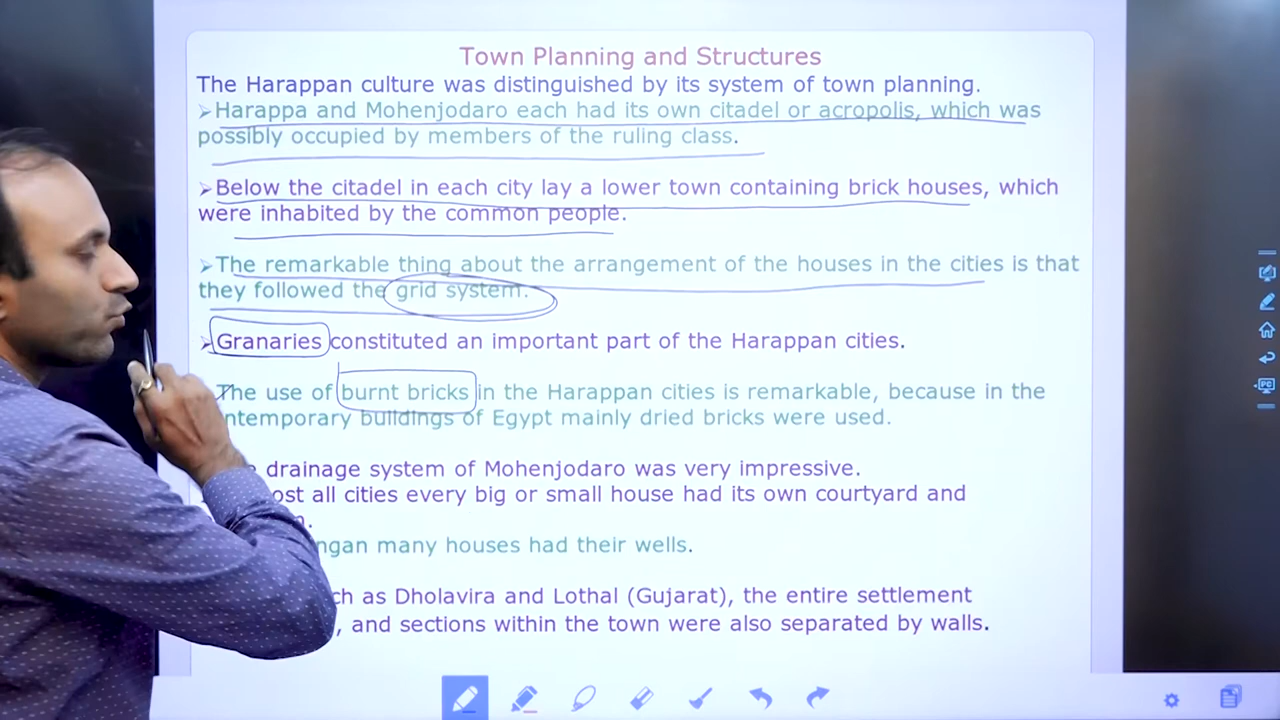 Town Planning and Structures
The Harappan culture was distinguished by its system of town planning.
➢Harappa and Mohenjodaro each had its own citadel or acropolis, which was
possibly occupied by members of the ruling class.
➢Below the citadel in each city lay a lower town containing brick houses, which
were inhabited by the common people.
➢The remarkable thing about the arrangement of the houses in the cities is that
they followed the grid system.
➢Granaries constituted an important part of the Harappan cities.
The use of burnt bricks in the Harappan cities is remarkable, because in the
ntemporary buildings of Egypt mainly dried bricks were used.
drainage system of Mohenjodaro was very impressive.
ost all cities every big or small house had its own courtyard and
ngan many houses had their wells.
ch as Dholavira and Lothal (Gujarat), the entire settlement
, and sections within the town were also separated by walls.
PC